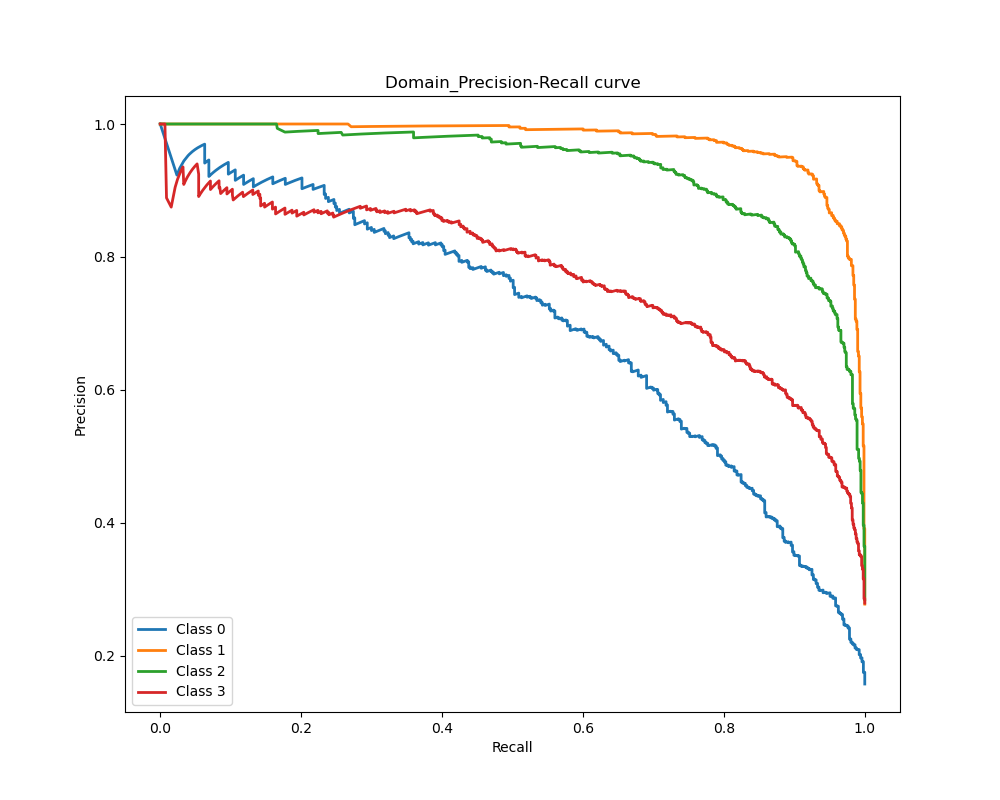 Domain_Precision-Recall curve
1.0
0.8
0.6
0.4
0.2
Precision
Class 0
Class 1
Class 2
Class 3
0.0 0.2 0.4 0.6 0.8 1.0
Recall